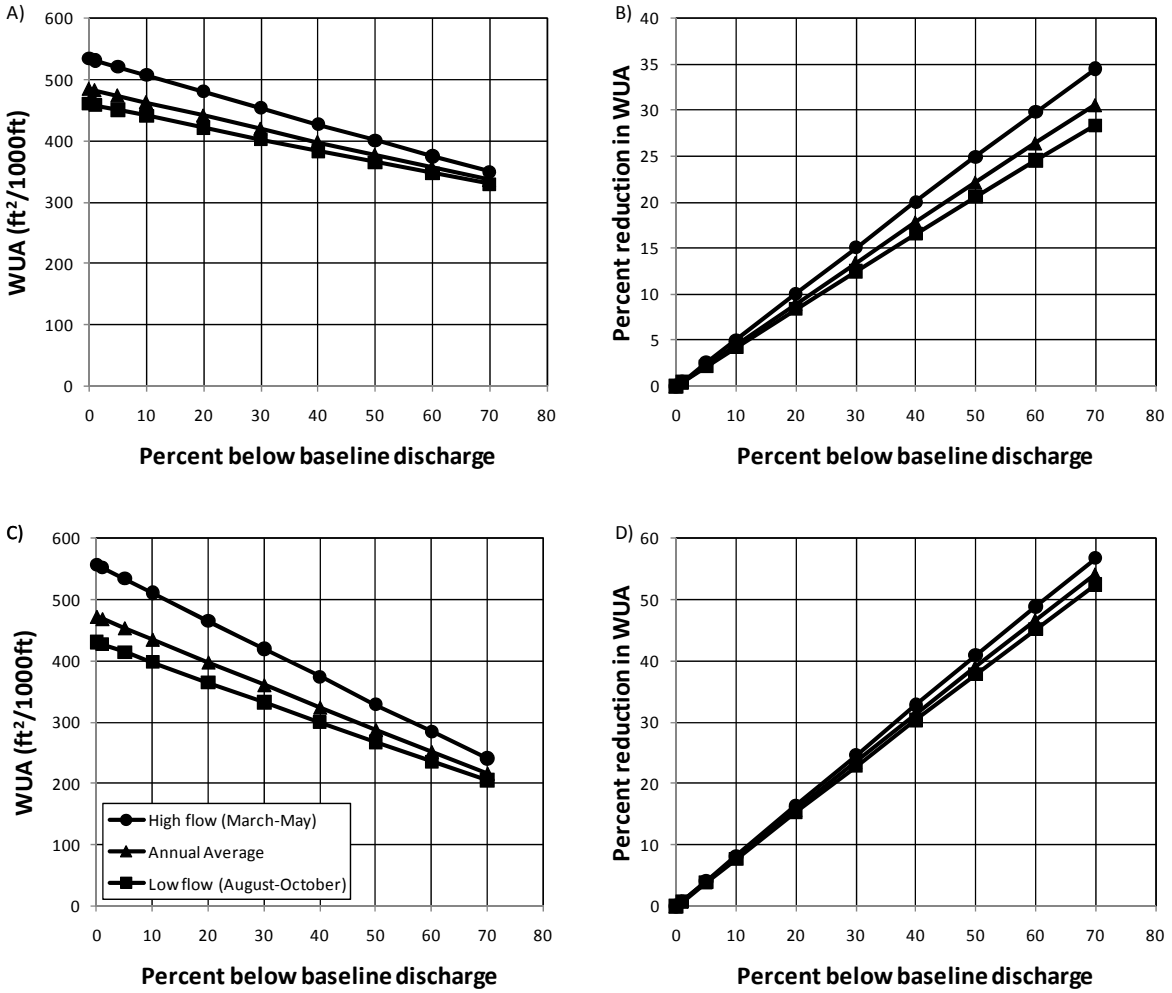 A)
600
500
400
300
200
100
0
WUA (ft²/1000ft)
0 10 20 30 40 50 60 70 80
Percent below baseline discharge
B)
40
35
30
25
20
15
10
5
0
Percent reduction in WUA
0 10 20 30 40 50 60 70 80
Percent below baseline discharge
C)
600
500
400
300
200
100
0
WUA (ft²/1000ft)
High flow (March-May)
Annual Average
Low flow (August-October)
0 10 20 30 40 50 60 70 80
Percent below baseline discharge
D)
60
50
40
30
20
10
0
Percent reduction in WUA
0 10 20 30 40 50 60 70 80
Percent below baseline discharge